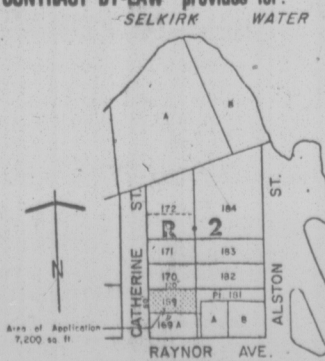 CONTRACT BY-LAW" provides for:
SELKIRK WATER
A
B
172
184
R 2
171
183
170
182
169
Pt 181
169 A
A
B
CATHERINE ST.
ALSTON ST.
N
Area of Application
7,200 sq. ft.
RAYNOR AVE.